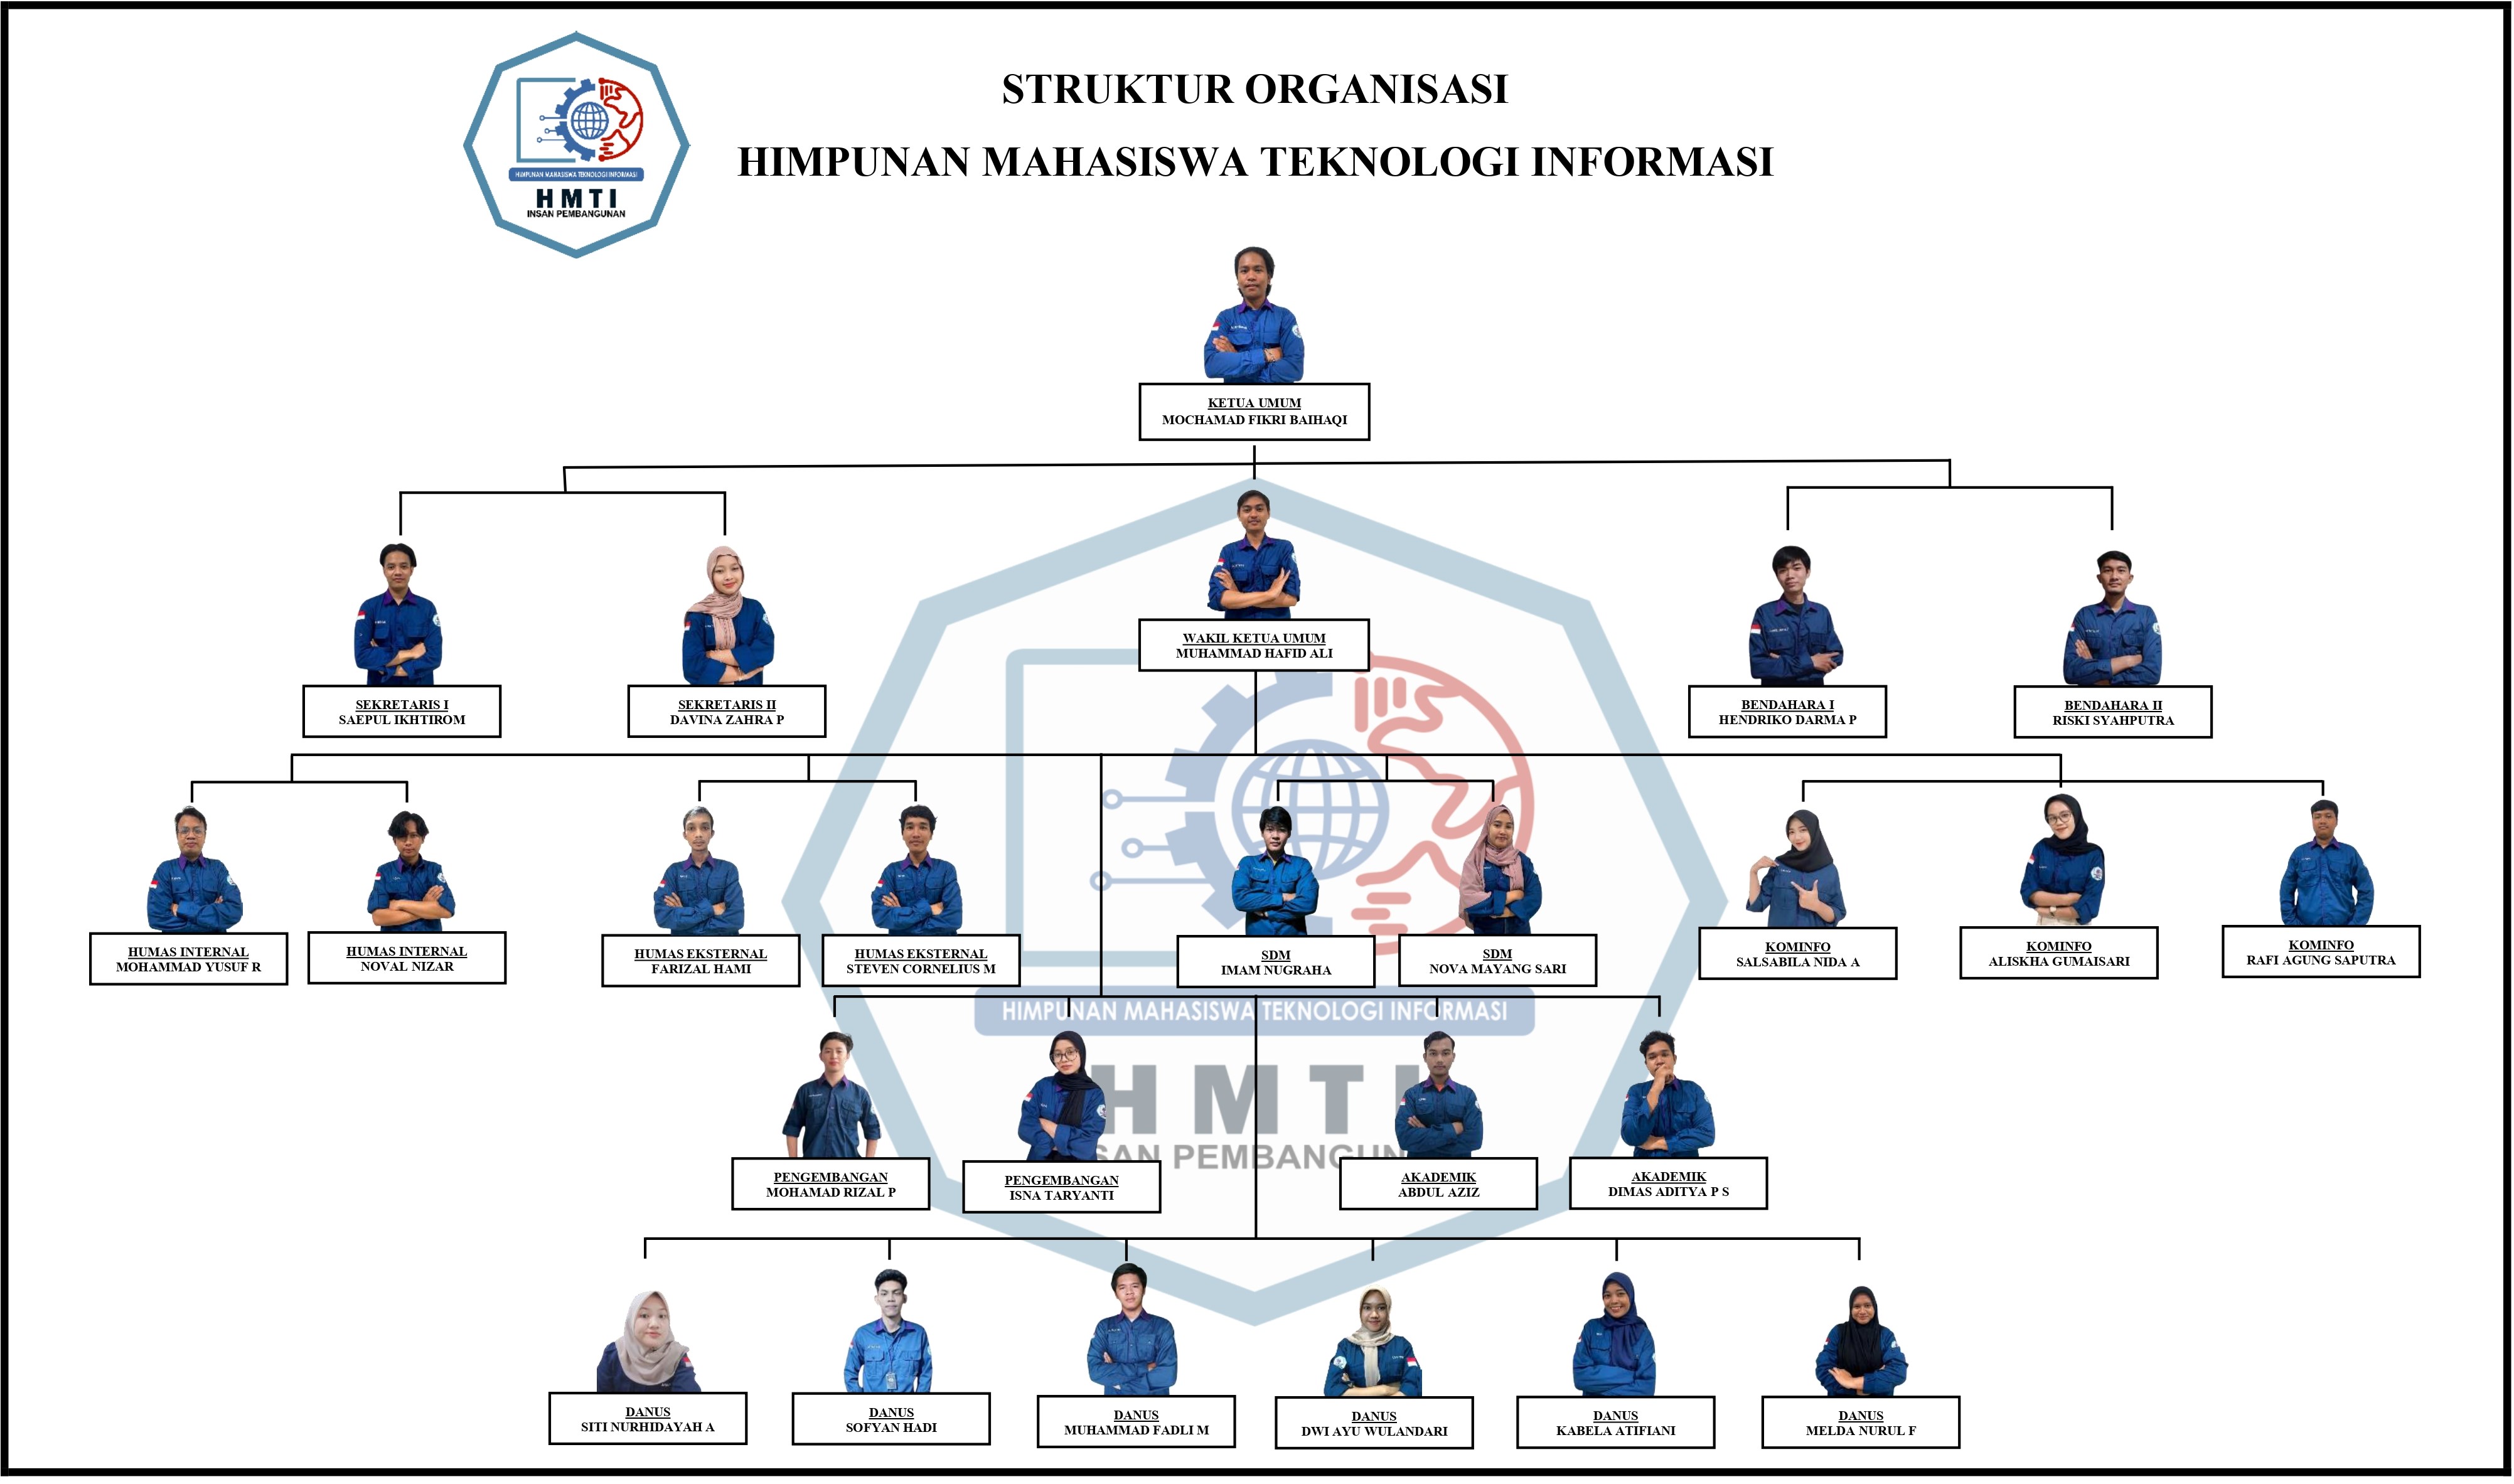 STRUKTUR ORGANISASI
HIMPUNAN MAHASISWA TEKNOLOGI INFORMASI
HIMPUNAN MAHASISWA TEKNOLOGI INFORMASI
HMTI
INSAN PEMBANGUNAN
KETUA UMUM
MOCHAMAD FIKRI BAIHAQI
SEKRETARIS I
SAEPUL IKHTIROM
SEKRETARIS II
DAVINA ZAHRA P
WAKIL KETUA UMUM
MUHAMMAD HAFID ALI
BENDAHARA I
HENDRIKO DARMA P
BENDAHARA II
RISKI SYAHPUTRA
HUMAS INTERNAL
MOHAMMAD YUSUF R
HUMAS INTERNAL
NOVAL NIZAR
HUMAS EKSTERNAL
FARIZAL HAMI
HUMAS EKSTERNAL
STEVEN CORNELIUS M
SDM
IMAM NUGRAHA
SDM
NOVA MAYANG SARI
KOMINFO
SALSABILA NIDA A
KOMINFO
ALISKHA GUMAISARI
KOMINFO
RAFI AGUNG SAPUTRA
HIMPUNAN MAHASISWA TEKNOLOGI INFORMASI
HMTI
SAN PEMBANGUN
PENGEMBANGAN
MOHAMAD RIZAL P
PENGEMBANGAN
ISNA TARYANTI
AKADEMIK
ABDUL AZIZ
AKADEMIK
DIMAS ADITYA P S
DANUS
SITI NURHIDAYAH A
DANUS
SOFYAN HADI
DANUS
MUHAMMAD FADLI M
DANUS
DWI AYU WULANDARI
DANUS
KABELA ATIFIANI
DANUS
MELDA NURUL F